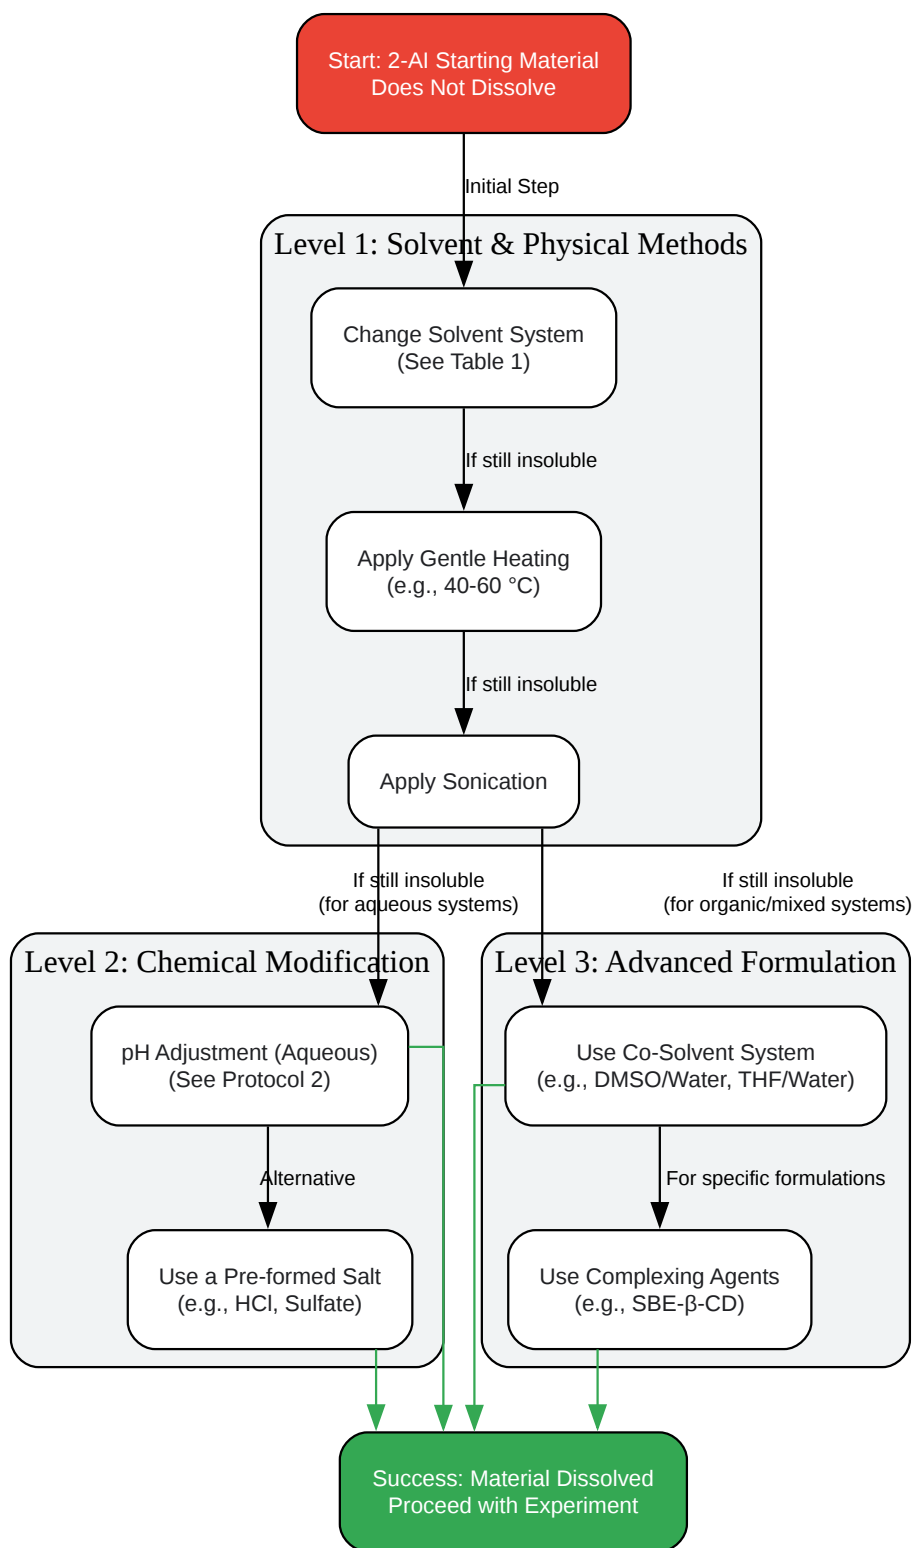 Start: 2-AI Starting Material
Does Not Dissolve
Initial Step
Level 1: Solvent & Physical Methods
Change Solvent System
(See Table 1)
If still insoluble
Apply Gentle Heating
(e.g., 40-60 °C)
If still insoluble
Apply Sonication
If still insoluble
(for aqueous systems)
If still insoluble
(for organic/mixed systems)
Level 2: Chemical Modification
pH Adjustment (Aqueous)
(See Protocol 2)
Alternative
Use a Pre-formed Salt
(e.g., HCl, Sulfate)
Level 3: Advanced Formulation
Use Co-Solvent System
(e.g., DMSO/Water, THF/Water)
For specific formulations
Use Complexing Agents
(e.g., SBE-β-CD)
Success: Material Dissolved
Proceed with Experiment